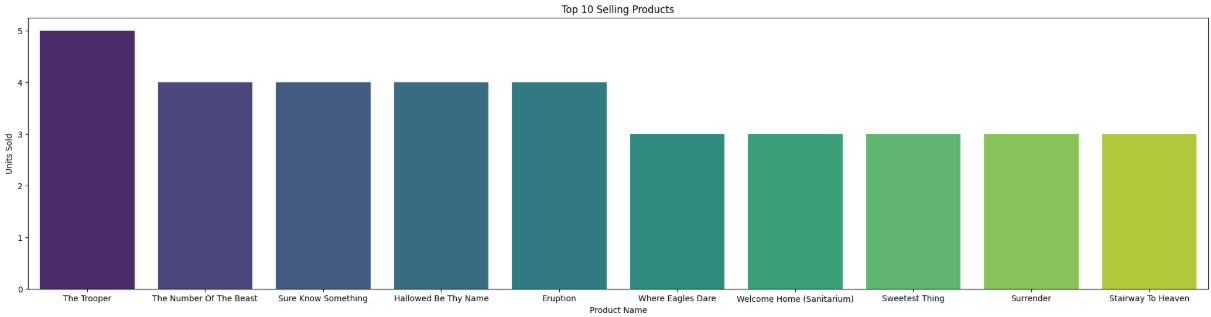 Top 10 Selling Products
Units Sold
5
4
3
2
1
0
The Trooper
The Number Of The Beast
Sure Know Something
Hallowed Be Thy Name
Eruption
Where Eagles Dare
Welcome Home (Sanitarium)
Sweetest Thing
Surrender
Stairway To Heaven
Product Name